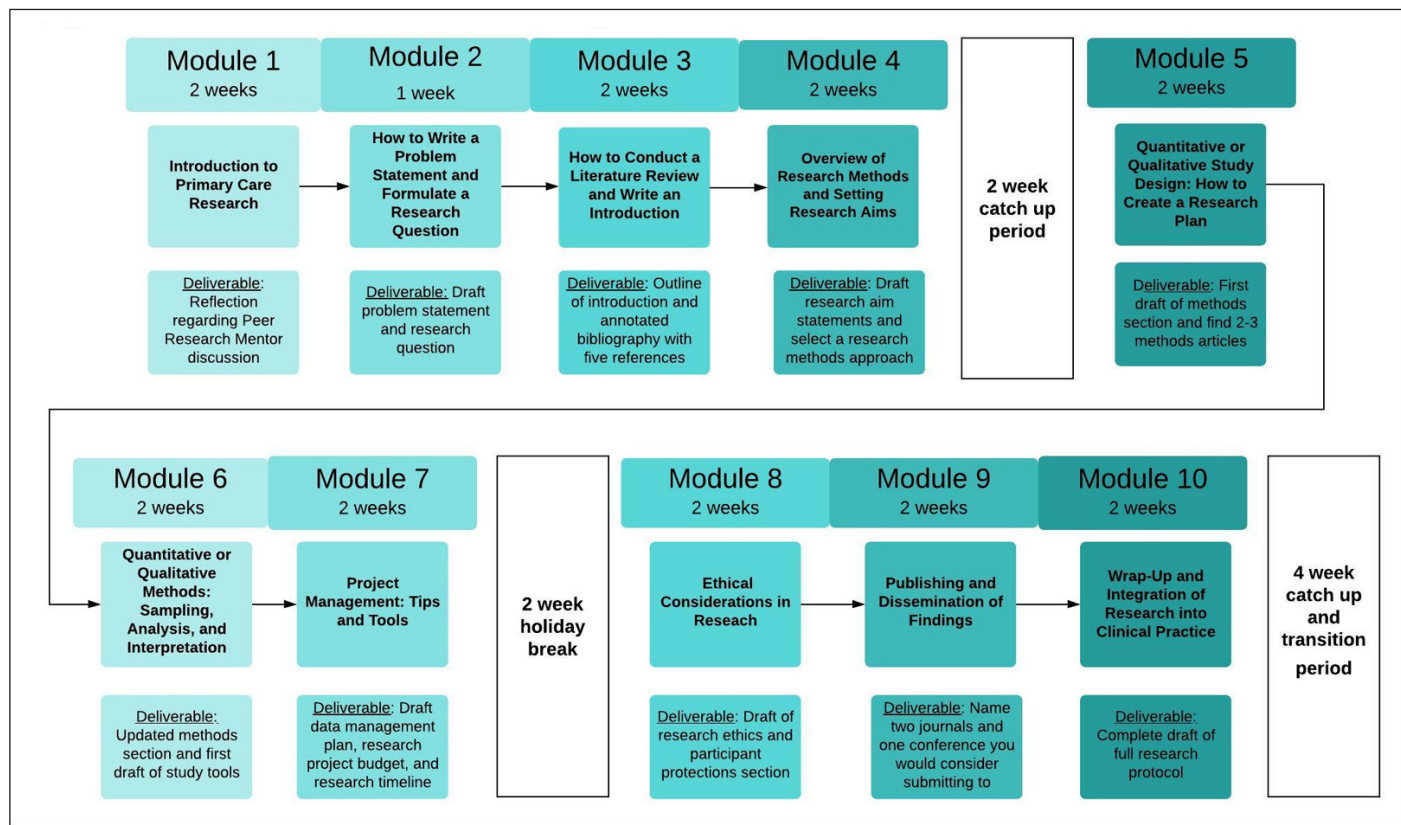 Module 1
2 weeks
Module 2
1 week
Module 3
2 weeks
Module 4
2 weeks
Module 5
2 weeks
Introduction to
Primary Care
Research
How to Write a
Problem
Statement and
Formulate a
Research
Question
How to Conduct a
Literature Review
and Write an
Introduction
Overview of
Research Methods
and Setting
Research Aims
2 week
catch up
period
Quantitative or
Qualitative Study
Design: How to
Create a Research
Plan
Deliverable:
Reflection
regarding Peer
Research Mentor
discussion
Deliverable: Draft
problem statement
and research
question
Deliverable: Outline
of introduction and
annotated
bibliography with
five references
Deliverable: Draft
research aim
statements and
select a research
methods approach
Deliverable: First
draft of methods
section and find 2-3
methods articles
Module 6
2 weeks
Module 7
2 weeks
Module 8
2 weeks
Module 9
2 weeks
Module 10
2 weeks
Quantitative or
Qualitative
Methods:
Sampling,
Analysis, and
Interpretation
Project
Management: Tips
and Tools
2 week
holiday
break
Ethical
Considerations in
Reseach
Publishing and
Dissemination of
Findings
Wrap-Up and
Integration of
Research into
Clinical Practice
4 week
catch up
and
transition
period
Deliverable:
Updated methods
section and first
draft of study tools
Deliverable: Draft
data management
plan, research
project budget, and
research timeline
Deliverable: Draft of
research ethics and
participant
protections section
Deliverable: Name
two journals and
one conference you
would consider
submitting to
Deliverable:
Complete draft of
full research
protocol